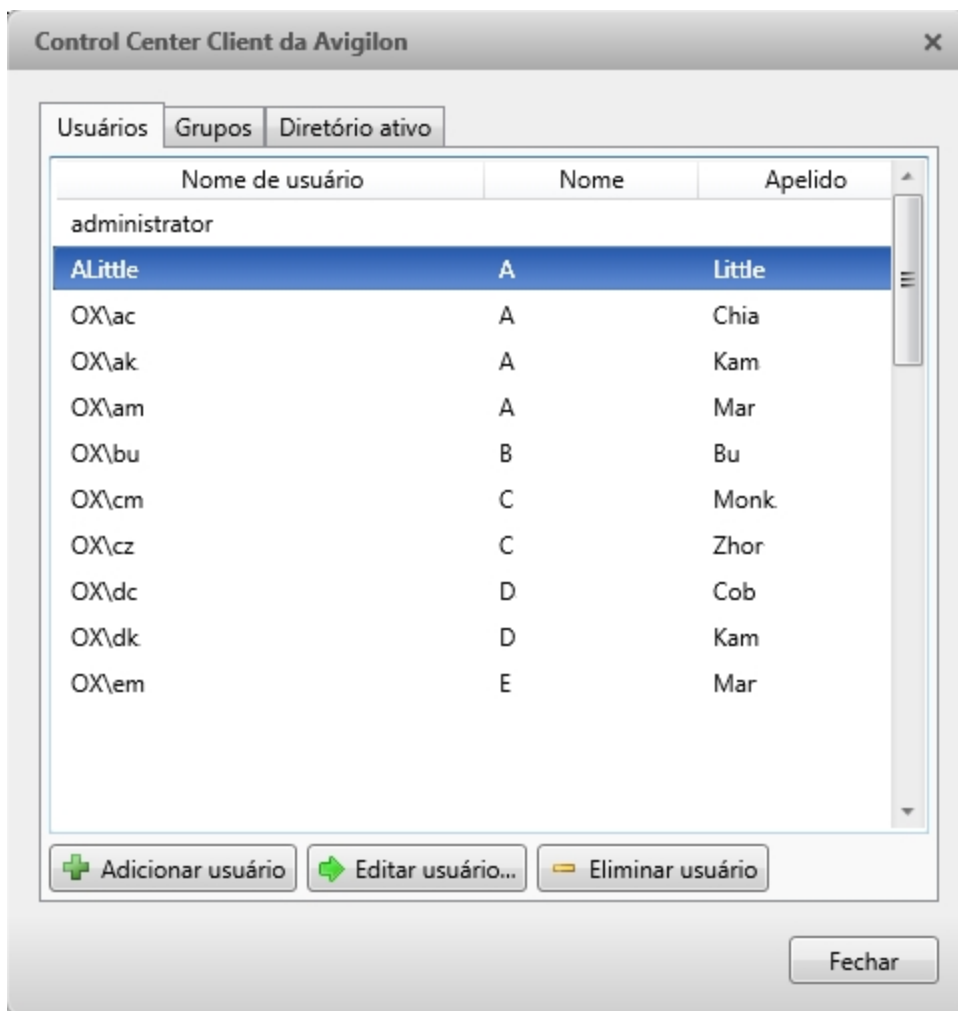 Control Center Client da Avigilon
Usuários Grupos Diretório ativo
Nome de usuário Nome Apelido
administrator
ALittle A Little
OX\ac A Chia
OX\ak A Kam
OX\am A Mar
OX\bu B Bu
OX\cm C Monk
OX\cz C Zhor
OX\dc D Cob
OX\dk D Kam
OX\em E Mar
Adicionar usuário Editar usuário... Eliminar usuário
Fechar